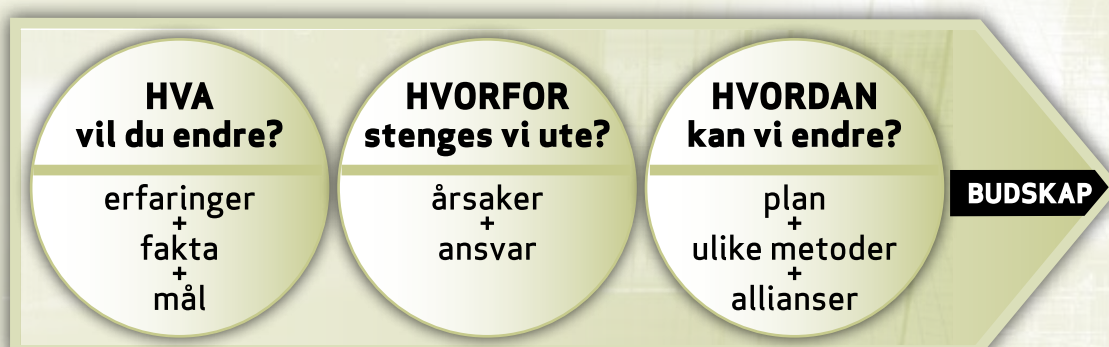 HVA
vil du endre?
erfaringer
+
fakta
+
mål
HVORFOR
stenges vi ute?
årsaker
+
ansvar
HVORDAN
kan vi endre?
plan
+
ulike metoder
+
allianser
BUDSKAP